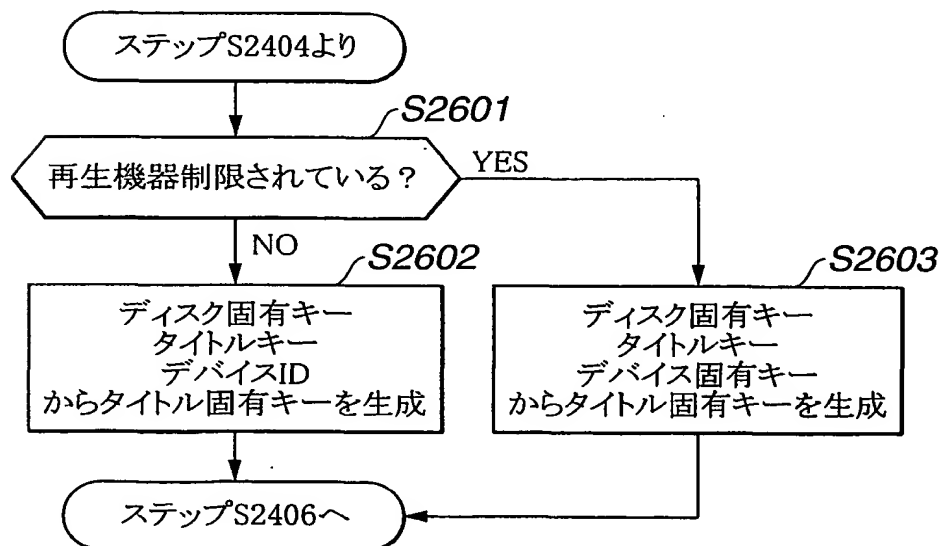 ステップS2404より
S2601
再生機器制限されている？
YES
NO
S2602
ディスク固有キー
タイトルキー
デバイスID
からタイトル固有キーを生成
S2603
ディスク固有キー
タイトルキー
デバイス固有キー
からタイトル固有キーを生成
ステップS2406へ